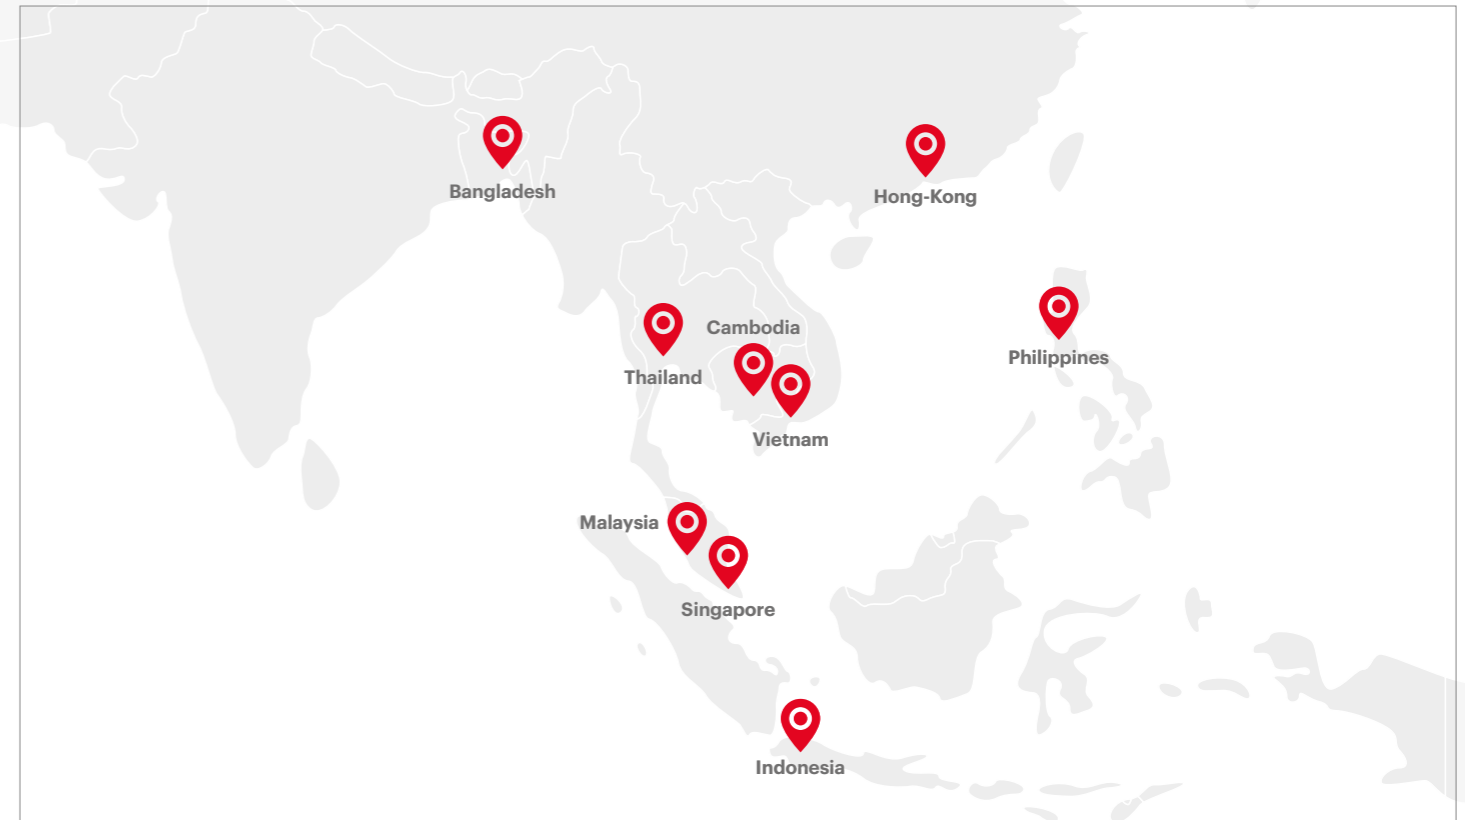 Bangladesh
Hong-Kong
Cambodia
Philippines
Thailand
Vietnam
Malaysia
Singapore
Indonesia